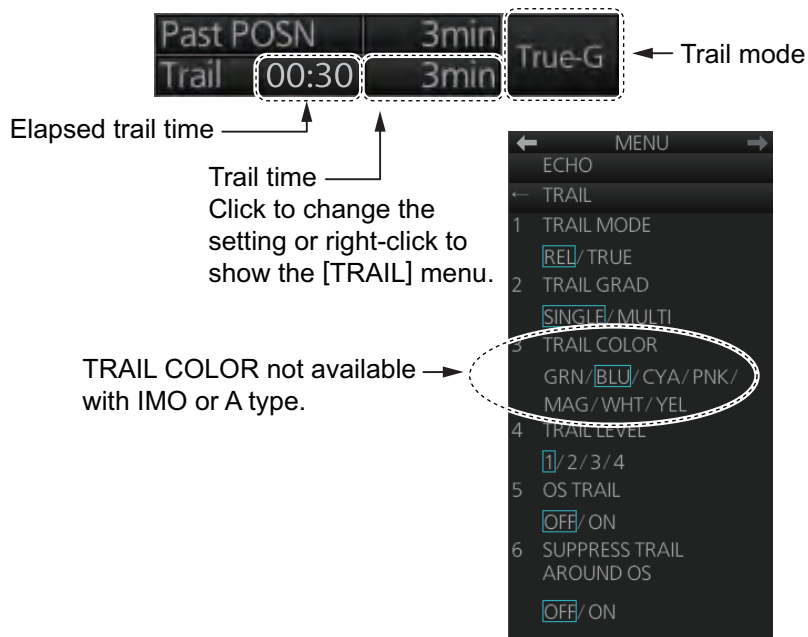 Past POSN 3min
True-G
Trail mode
Trail 00:30 3min
Elapsed trail time
Trail time
Click to change the
setting or right-click to
show the [TRAIL] menu.
TRAIL COLOR not available
with IMO or A type.
← MENU →
ECHO
← TRAIL
1 TRAIL MODE
REL/TRUE
2 TRAIL GRAD
SINGLE/MULTI
3 TRAIL COLOR
GRN/BLU/CYA/PNK/
MAG/WHT/YEL
4 TRAIL LEVEL
1/2/3/4
5 OS TRAIL
OFF/ON
6 SUPPRESS TRAIL
AROUND OS
OFF/ON